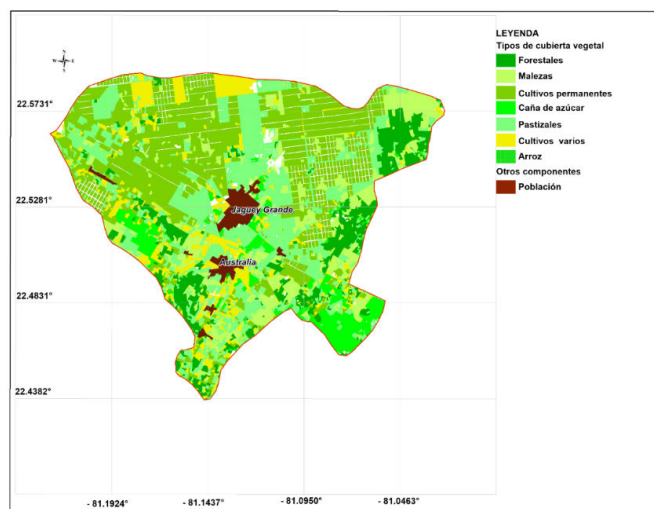 LEYENDA
Tipos de cubierta vegetal
Forestales
Malezas
Cultivos permanentes
Caña de azúcar
Pastizales
Cultivos varios
Arroz
Otros componentes
Población
N
W E
S
22.5731°
22.5281°
22.4831°
22.4382°
Jagüey Grande
Australia
- 81.1924°
- 81.1437°
- 81.0950°
- 81.0463°